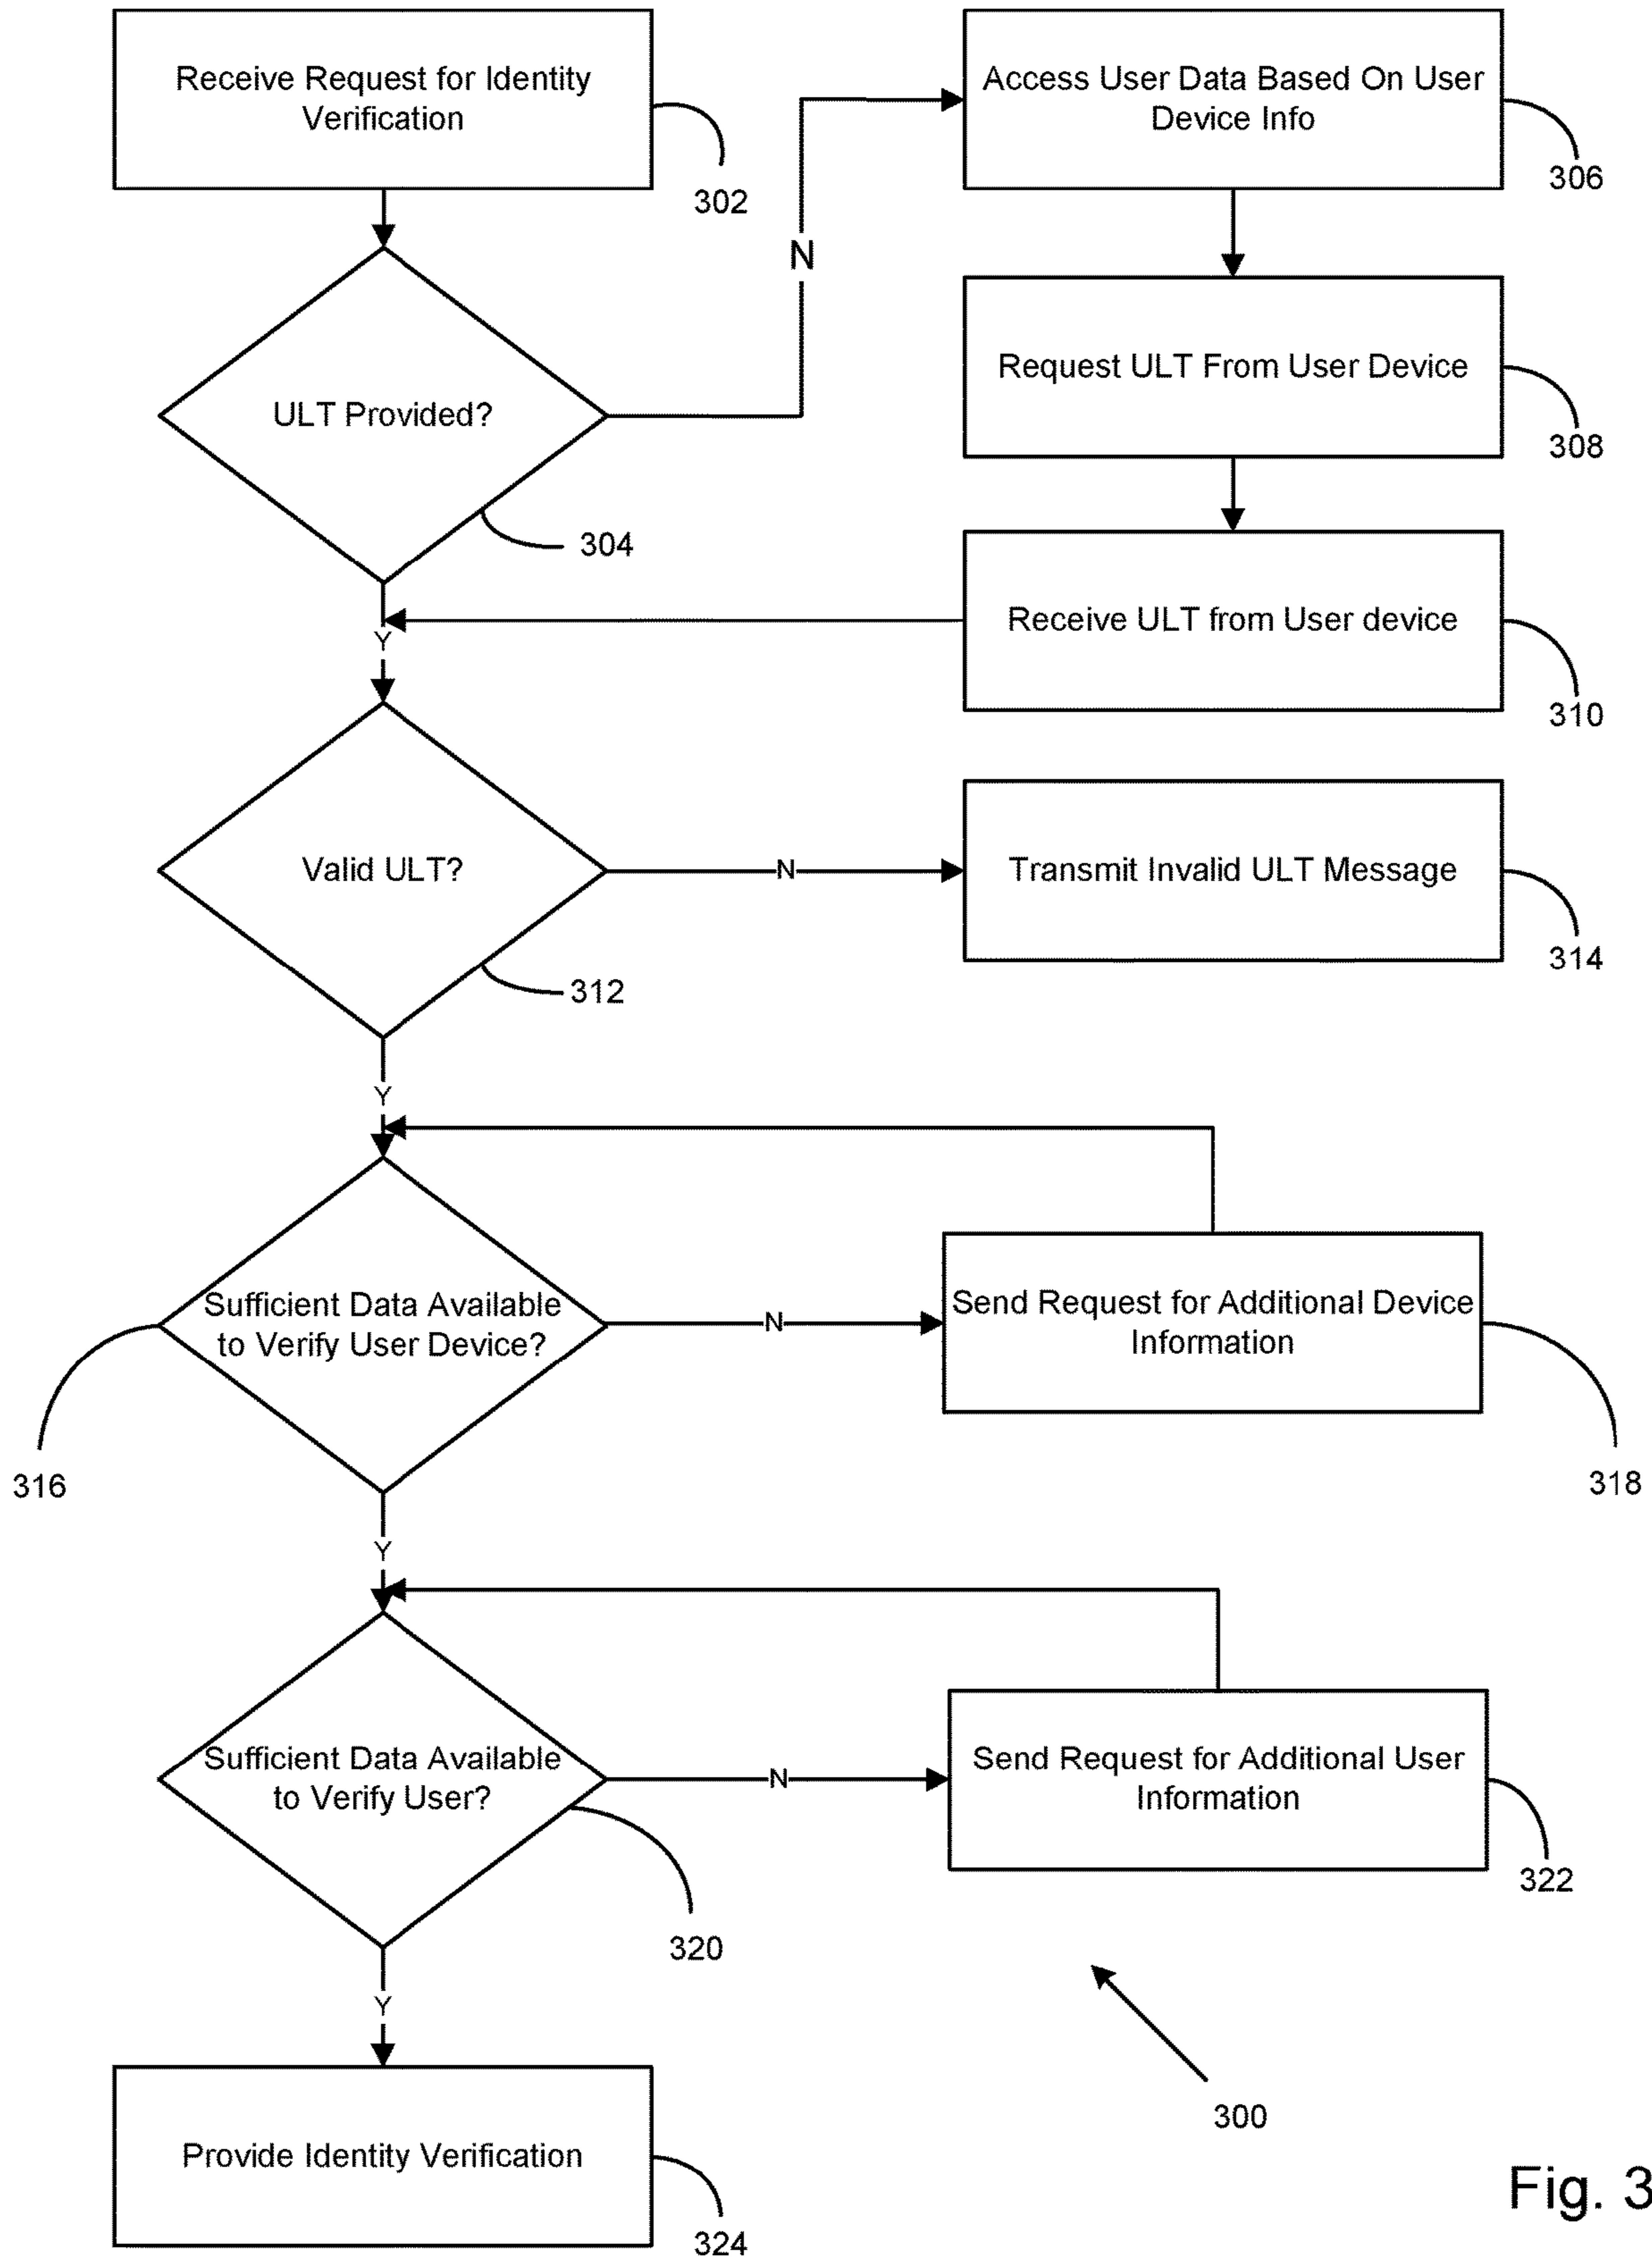 Receive Request for Identity
Verification
302
Access User Data Based On User
Device Info
306
N
Request ULT From User Device
308
ULT Provided?
304
Receive ULT from User device
310
Y
Valid ULT?
312
N
Transmit Invalid ULT Message
314
Y
Sufficient Data Available
to Verify User Device?
316
N
Send Request for Additional Device
Information
318
Y
Sufficient Data Available
to Verify User?
320
N
Send Request for Additional User
Information
322
Y
Provide Identity Verification
324
300
Fig. 3